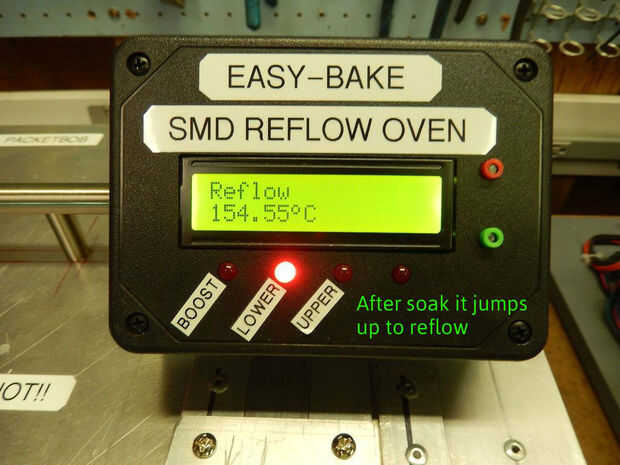 EASY-BAKE
SMD REFLOW OVEN
PACKETBOB
Reflow
154.55°C
BOOST
LOWER
UPPER
After soak it jumps
up to reflow
HOT!!